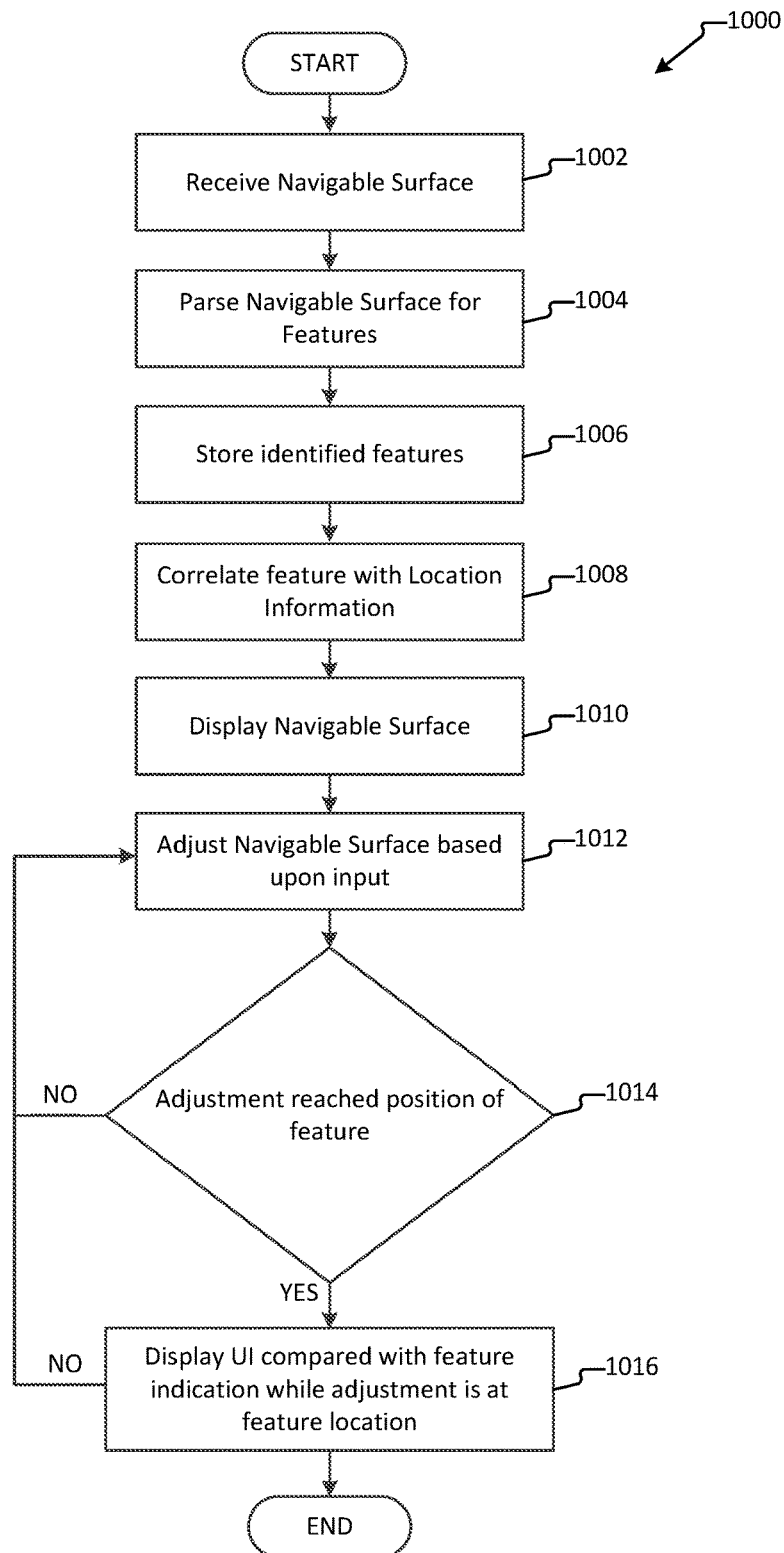 1000
START
Receive Navigable Surface
1002
Parse Navigable Surface for
Features
1004
Store identified features
1006
Correlate feature with Location
Information
1008
Display Navigable Surface
1010
Adjust Navigable Surface based
upon input
1012
NO
Adjustment reached position of
feature
1014
YES
NO
Display UI compared with feature
indication while adjustment is at
feature location
1016
END